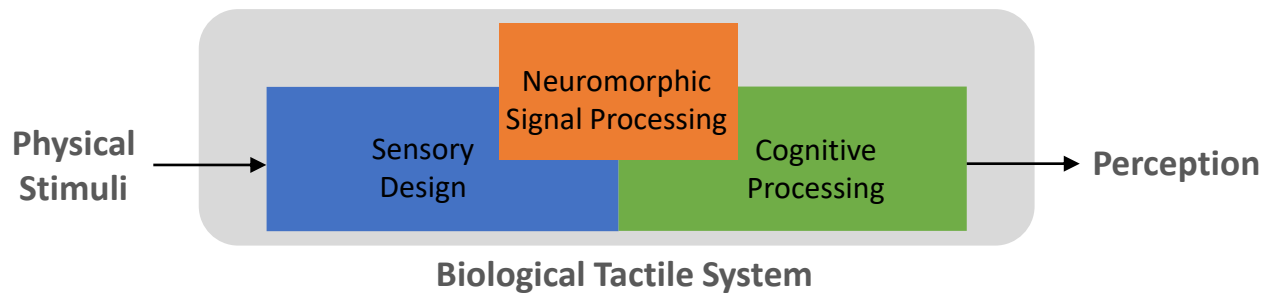 Neuromorphic
Signal Processing
Physical
Stimuli
Sensory
Design
Cognitive
Processing
Perception
Biological Tactile System